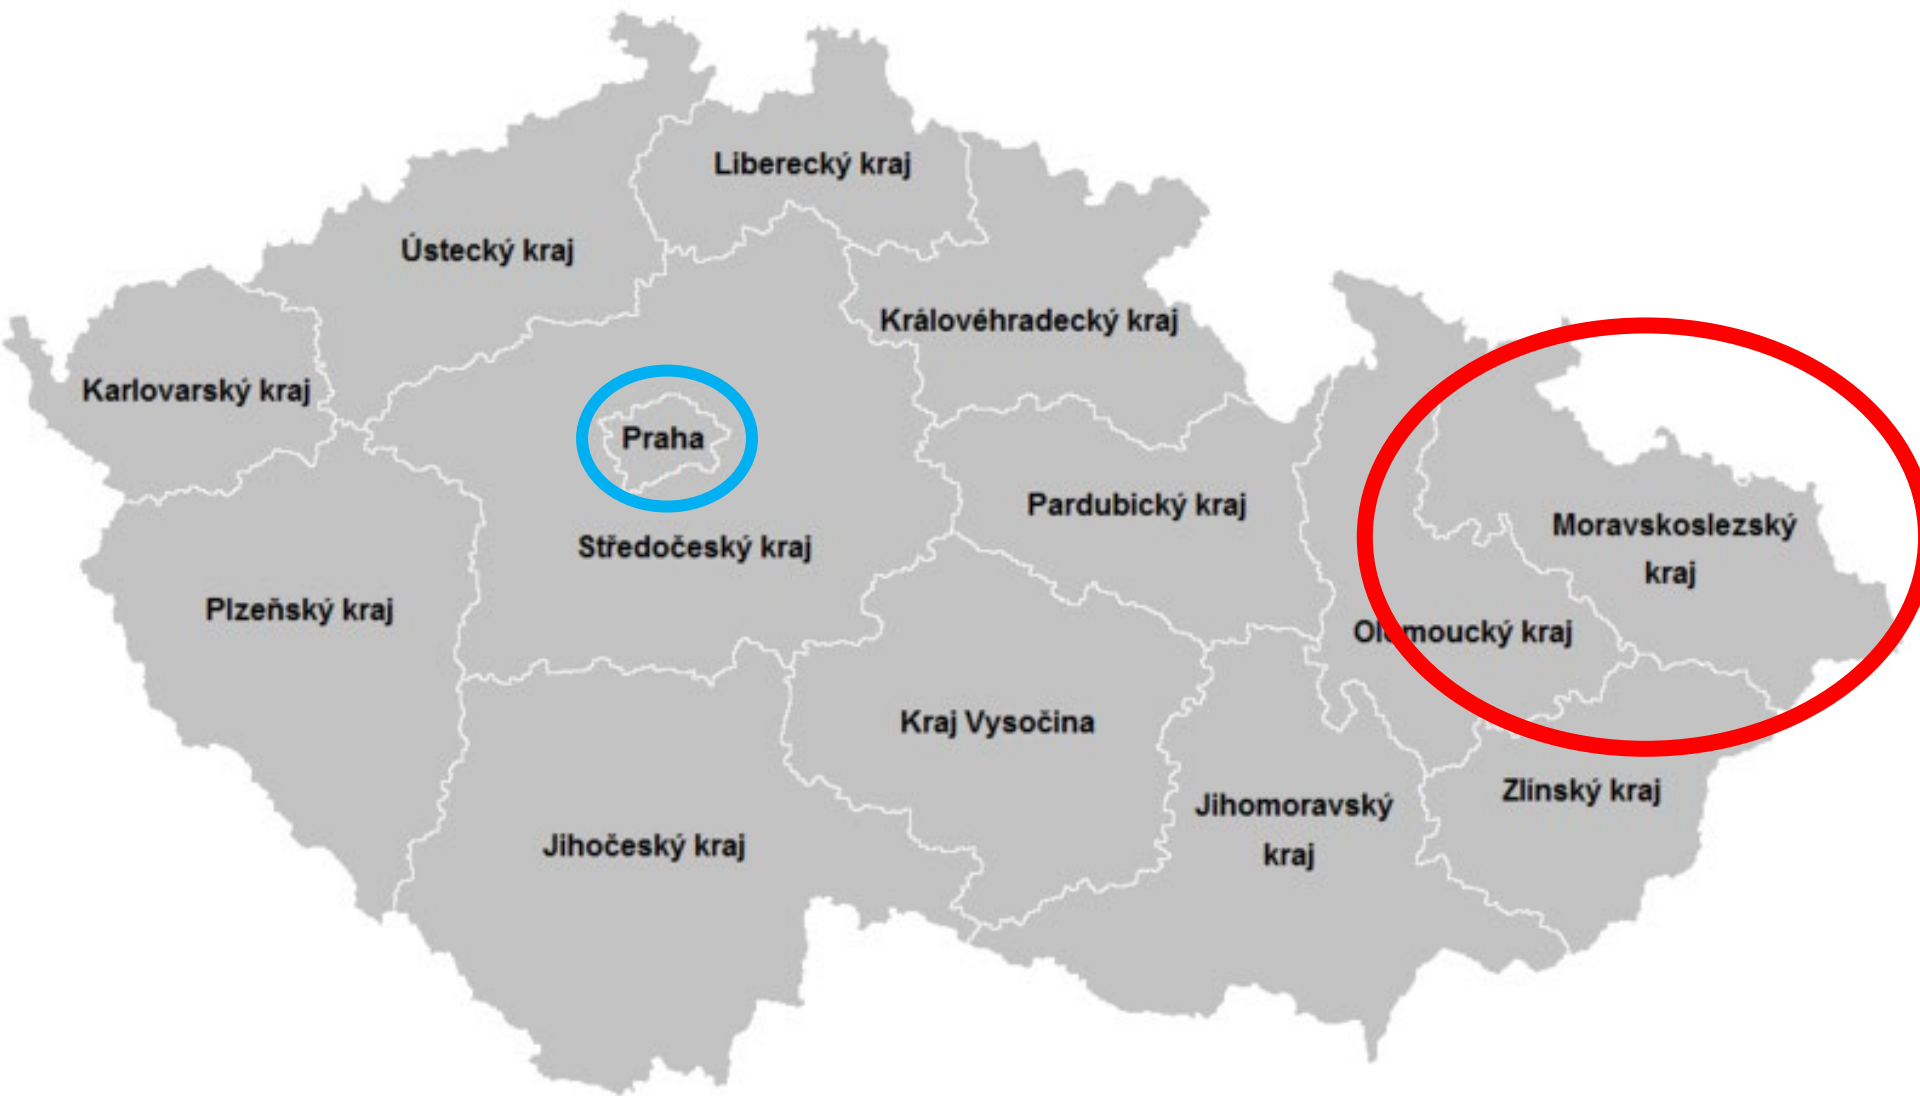 Liberecký kraj
Ústecký kraj
Královéhradecký kraj
Karlovarský kraj
Praha
Pardubický kraj
Moravskoslezský
kraj
Středočeský kraj
Plzeňský kraj
Olomoucký kraj
Kraj Vysočina
Zlínský kraj
Jihomoravský
kraj
Jihočeský kraj